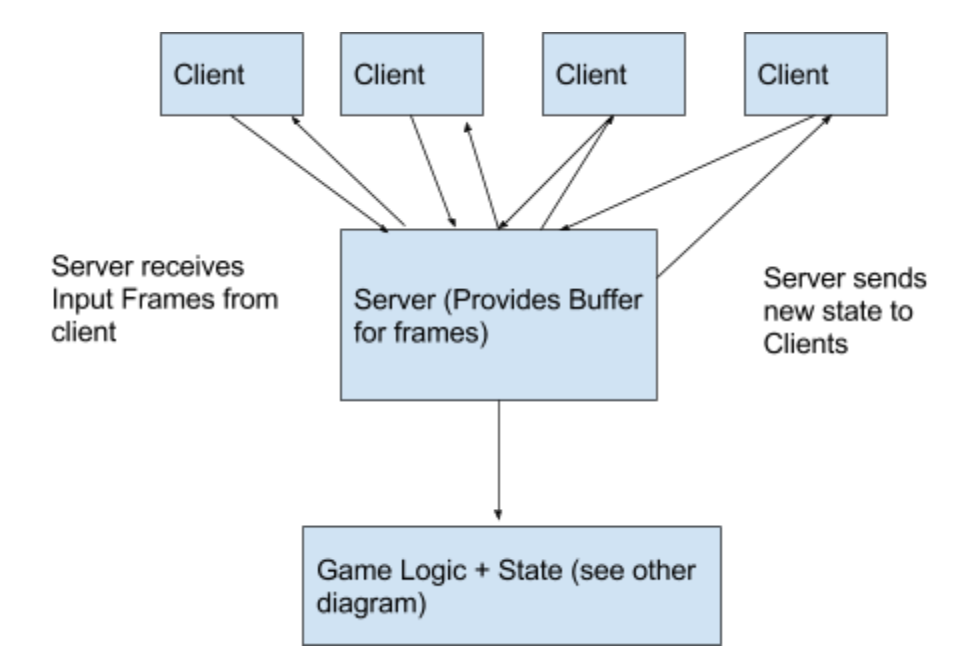 Client
Client
Client
Client
Server receives
Input Frames from
client
Server (Provides Buffer
for frames)
Server sends
new state to
Clients
Game Logic + State (see other
diagram)